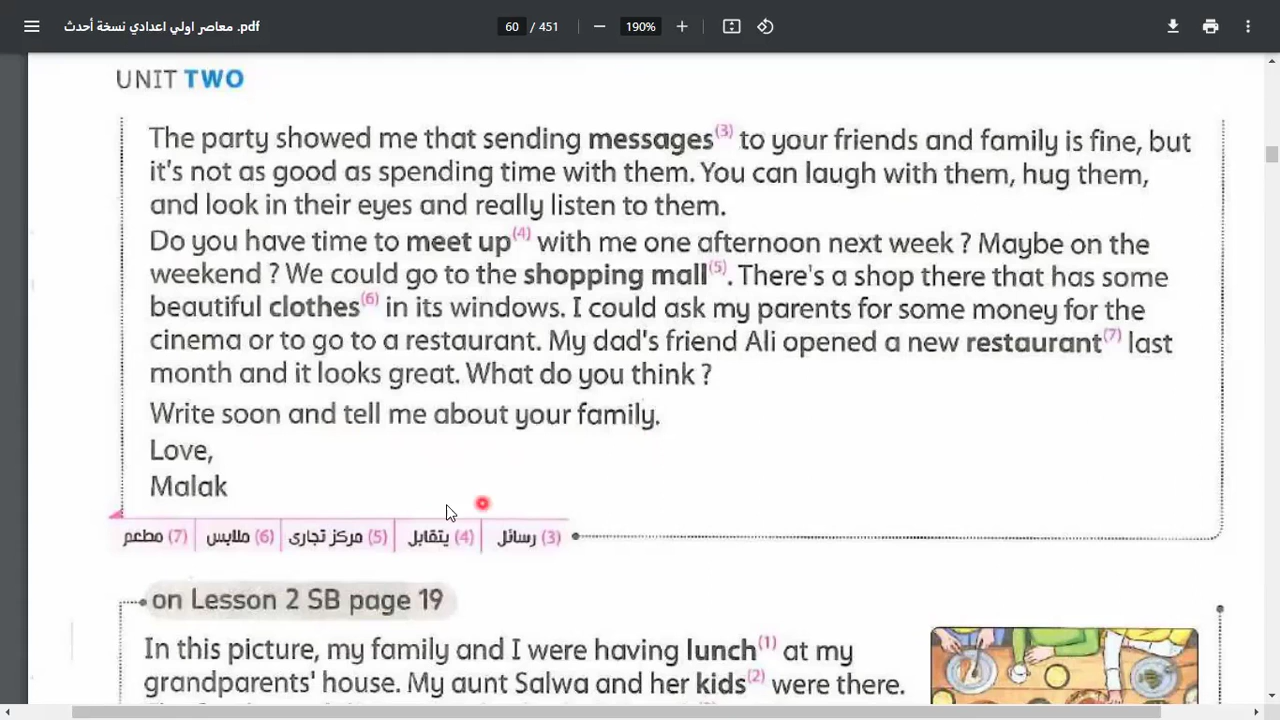 معاصر اولي اعدادي نسخة أحدث .pdf
60 / 451
190%
UNIT TWO
The party showed me that sending messages(3) to your friends and family is fine, but
it's not as good as spending time with them. You can laugh with them, hug them,
and look in their eyes and really listen to them.
Do you have time to meet up(4) with me one afternoon next week ? Maybe on the
weekend ? We could go to the shopping mall(5). There's a shop there that has some
beautiful clothes(6) in its windows. I could ask my parents for some money for the
cinema or to go to a restaurant. My dad's friend Ali opened a new restaurant(7) last
month and it looks great. What do you think ?
Write soon and tell me about your family.
Love,
Malak
(3) رسائل (4) يتقابل (5) مركز تجارى (6) ملابس (7) مطعم
on Lesson 2 SB page 19
In this picture, my family and I were having lunch(1) at my
grandparents' house. My aunt Salwa and her kids(2) were there.